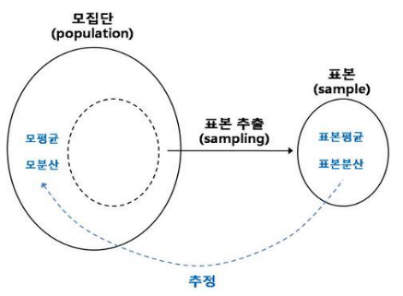 모집단
(population)
표본
(sample)
표본 추출
(sampling)
모평균
모분산
표본평균
표본분산
추정